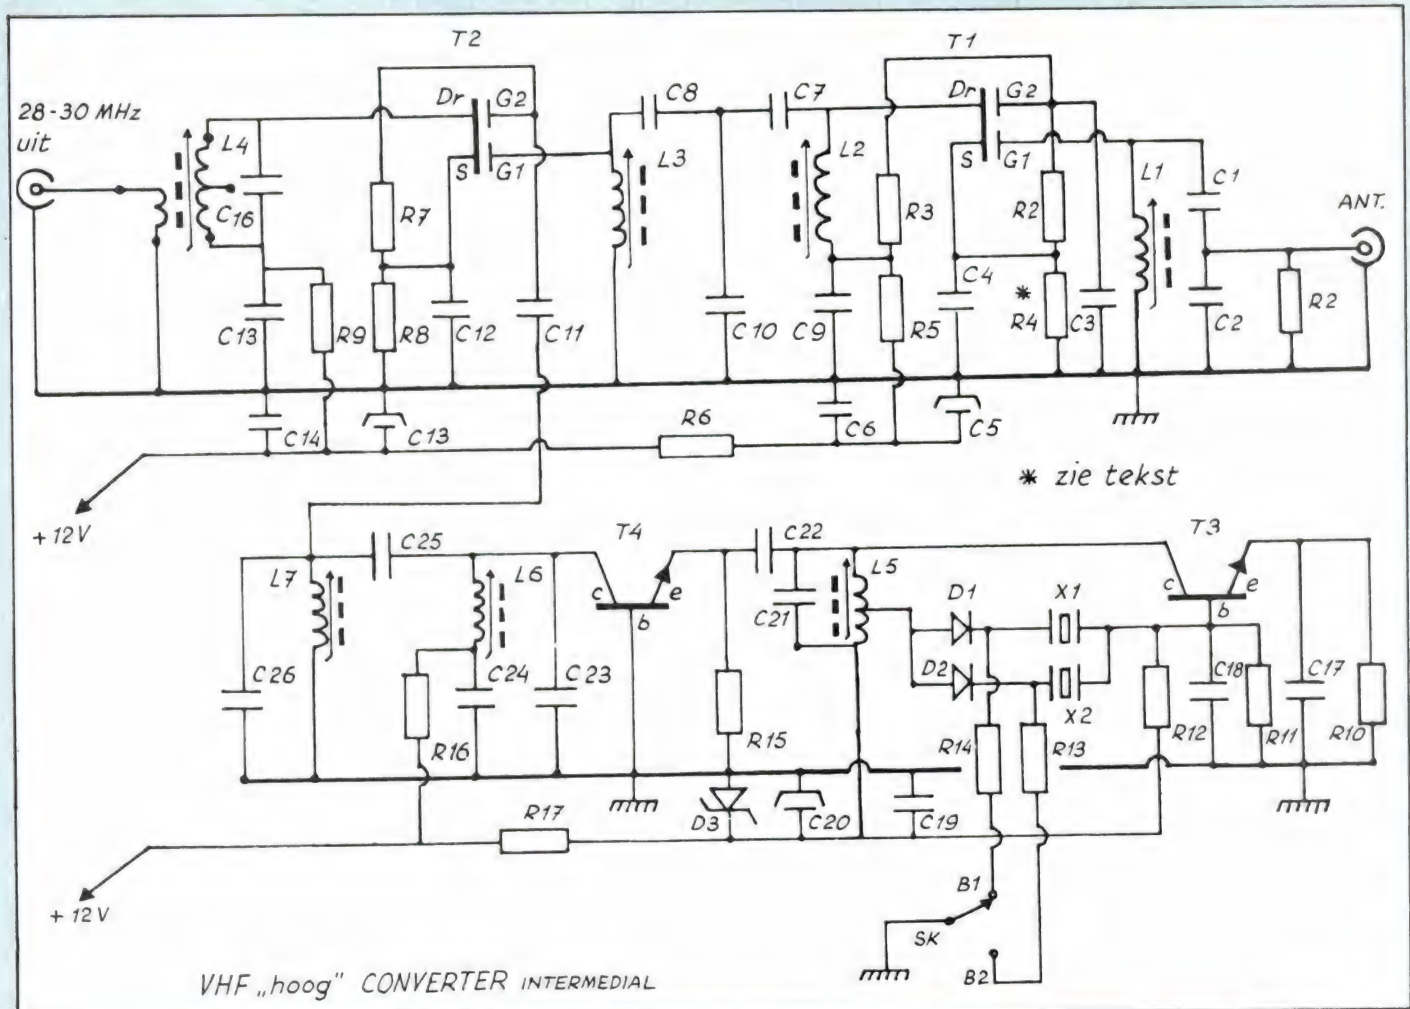 T2
T1
28-30 MHz
uit
L4
C16
Dr
G2
S
G1
R7
C8
C7
L3
L2
R3
Dr
G2
S
G1
R2
L1
C1
ANT.
C13
R9
R8
C12
C11
C10
C9
R5
C4
*
R4
C3
C2
R2
C14
C13
R6
C6
C5
+12V
* zie tekst
C25
T4
C22
T3
L7
L6
c
b
e
C21
L5
D1
X1
c
b
e
D2
X2
C26
R16
C24
C23
R15
R14
R13
R12
C18
R11
C17
R10
R17
D3
C20
C19
+12V
B1
SK
B2
VHF „hoog" CONVERTER INTERMEDIAL